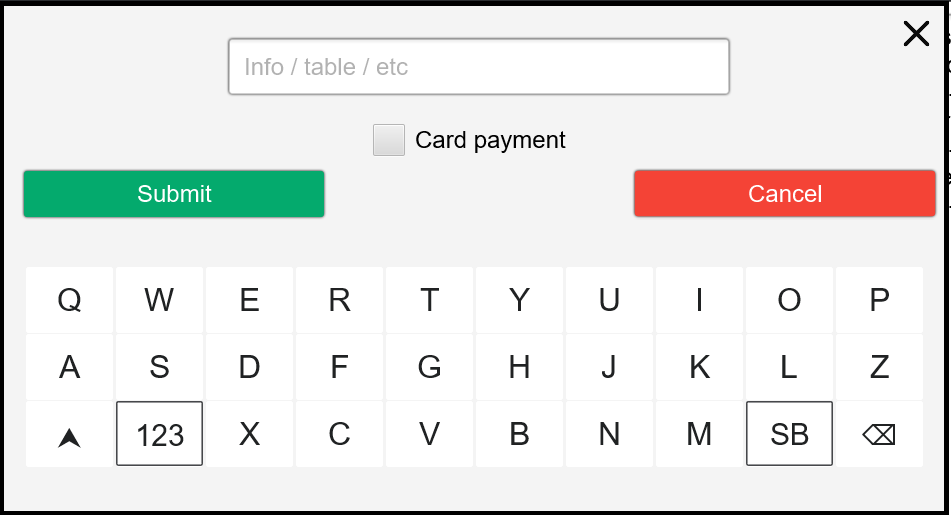 Info / table / etc
Card payment
Submit Cancel
Q W E R T Y U I O P
A S D F G H J K L Z
123 X C V B N M SB